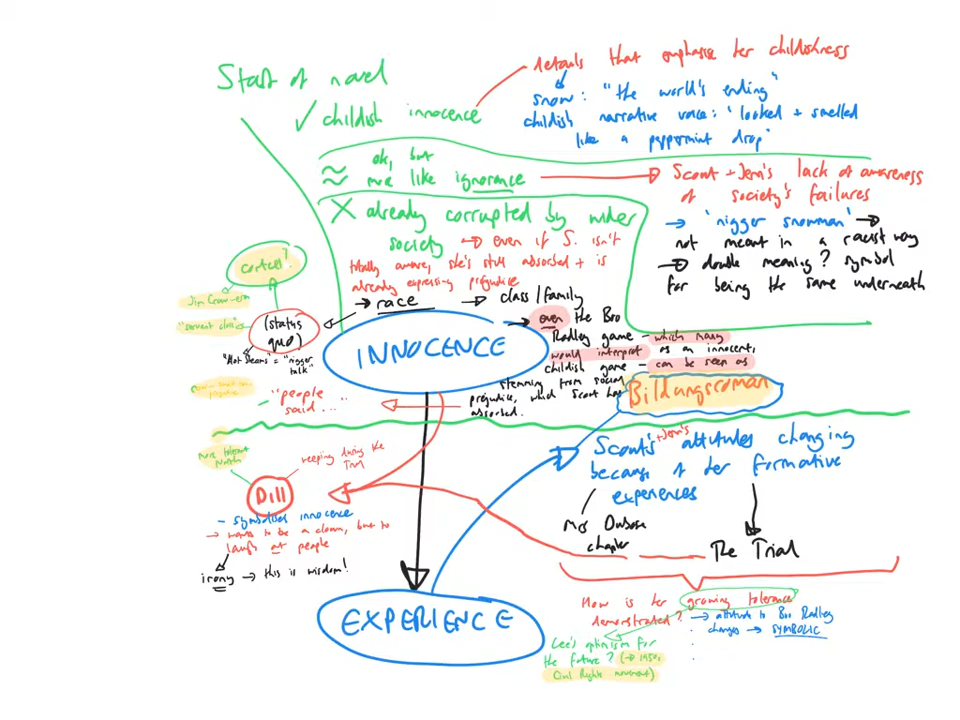 Start of novel
✓ childish innocence
details that emphasise her childishness
snow: "the world's ending"
childish narrative voice: 'looked + smelled
like a peppermint drop'
≈ ok, but
≈ more like ignorance
Scout + Jem's lack of awareness
of society's failures
→ 'nigger snowman' →
not meant in a racist way
→ double meaning? symbol
for being the same underneath
X already corrupted by wider
society → even if S. isn't
totally aware, she's still absorbed + is
already expressing prejudice
→ race
→ class/family
→ even the Boo
Radley game - which many
would interpret as an innocent,
childish game - can be seen as
stemming from social
prejudice, which Scout has
absorbed.
context?
Jim Crow-ism
"servant class"
(status
quo)
"nigger
talk"
INNOCENCE
Bildungsroman
"people
said...
Scout's + Jem's attitudes changing
because of her formative
experiences
Mrs Dubose
chapter
The Trial
weeping during the
Trial
Dill
- symbolises innocence
→ wants to be a clown, but to
laugh at people
irony → this is wisdom!
EXPERIENCE
How is her growing tolerance
demonstrated? → attitude to Boo Radley
changes → SYMBOLIC
Lee's optimism for
the future? (→ 1950s
Civil Rights movement)